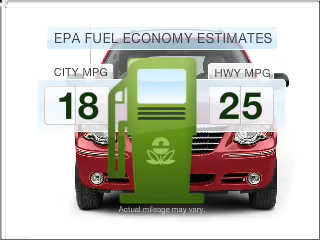 EPA FUEL ECONOMY ESTIMATES
CITY MPG HWY MPG
18 25
Actual mileage may vary.